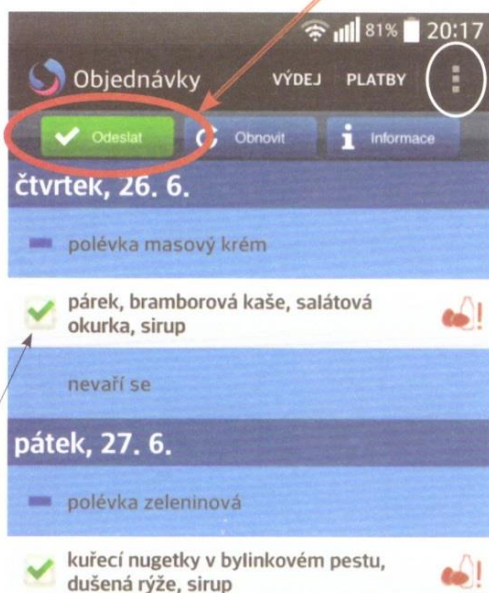 81% 20:17
Objednávky VÝDEJ PLATBY
Odeslat Obnovit Informace
čtvrtek, 26. 6.
polévka masový krém
párek, bramborová kaše, salátová
okurka, sirup
nevaří se
pátek, 27. 6.
polévka zeleninová
kuřecí nugetky v bylinkovém pestu,
dušená rýže, sirup